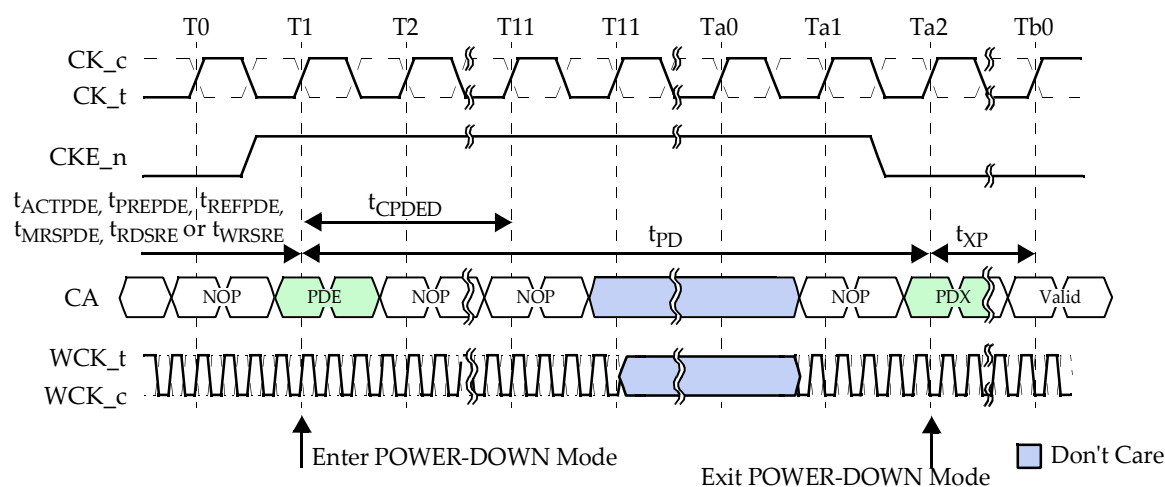 T0 T1 T2 T11 T11 Ta0 Ta1 Ta2 Tb0
CK_c
CK_t
CKE_n
tACTPDE, tPREPDE, tREFPDE,
tMRSPDE, tRDSRE or tWRSRE
tCPDED
tPD
tXP
CA NOP PDE NOP NOP NOP PDX Valid
WCK_t
WCK_c
Enter POWER-DOWN Mode
Exit POWER-DOWN Mode
Don't Care